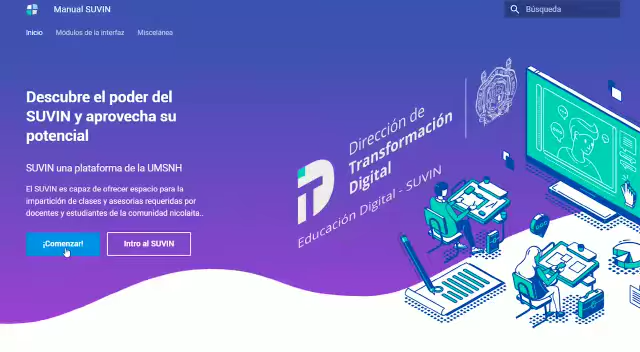 Manual SUVIN
Búsqueda
Inicio
Módulos de la interfaz
Miscelánea
Descubre el poder del
SUVIN y aprovecha su
potencial
SUVIN una plataforma de la UMSNH
El SUVIN es capaz de ofrecer espacio para la
impartición de clases y asesorias requeridas por
docentes y estudiantes de la comunidad nicolaita..
¡Comenzar!
Intro al SUVIN
Dirección de
Transformación
Digital
Educación Digital - SUVIN